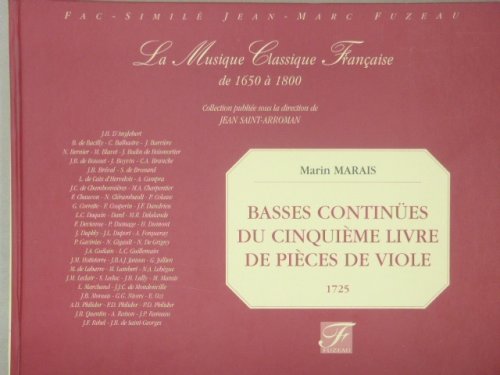 FAC-SIMILÉ JEAN-MARC FUZEAU
La Musique Classique Française
de 1650 à 1800
Collection publiée sous la direction de
JEAN SAINT-ARROMAN
J.H. D'Anglebert
B. de Bacilly - C. Balbastre - J. Barrière
N. Bernier - M. Blavet - J. Bodin de Boismortier
J.B. de Bousset - J. Boyvin - C.A. Branche
J.B. Bréval - S. de Brossard
L. de Caix d'Hervelois - A. Campra
J.C. de Chambonnières - M.A. Charpentier
F. Chauvon - N. Clérambault - P. Colasse
G. Corrette - F. Couperin - J.F. Dandrieu
L.C. Daquin - Danel - M.R. Delalande
F. Devienne - P. Dumage - H. Dumont
J. Duphly - J.L. Duport - A. Forqueray
P. Gaviniès - N. Gigault - N. De Grigny
J.A. Guilain - L.G. Guillemain
J.M. Hotteterre - J.B.A.J. Janson - G. Jullien
M. de Labarre - M. Lambert - N.A. Lebègue
J.M. Leclair - S. Leduc - J.B. Lully - M. Marais
L. Marchand - J.J.C. de Mondonville
J.B. Morin - G.G. Nivers - E. Ozi
A.D. Philidor - F.D. Philidor - P.D. Philidor
J.B. Quentin - A. Raison - J.P. Rameau
J.F. Rebel - J.B. de Saint-Georges
Marin MARAIS
BASSES CONTINÜES
DU CINQUIÈME LIVRE
DE PIÈCES DE VIOLE
1725
F
FUZEAU